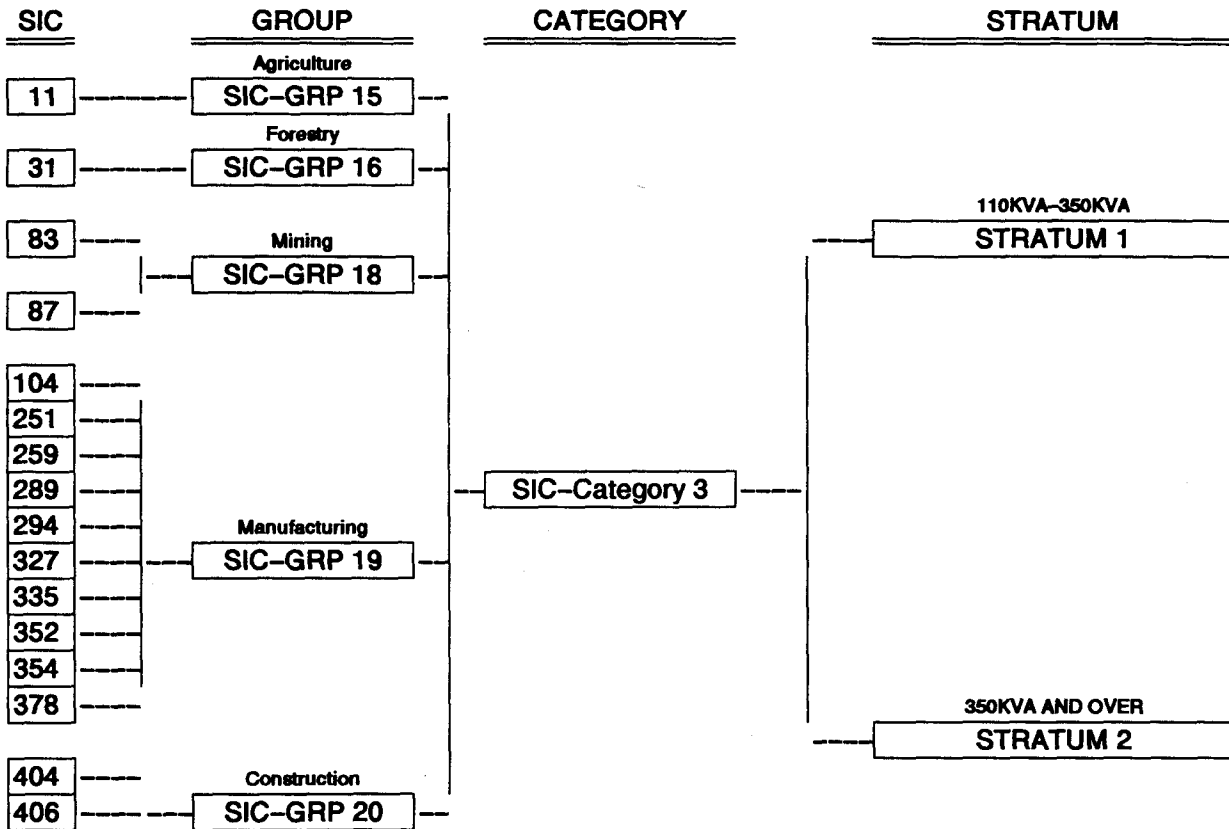 SIC GROUP CATEGORY STRATUM
Agriculture
11 SIC-GRP 15
Forestry
31 SIC-GRP 16
110KVA-350KVA
83 Mining STRATUM 1
SIC-GRP 18
87
104
251
259
289 SIC-Category 3
294 Manufacturing
327 SIC-GRP 19
335
352
354
378 350KVA AND OVER
STRATUM 2
404 Construction
406 SIC-GRP 20